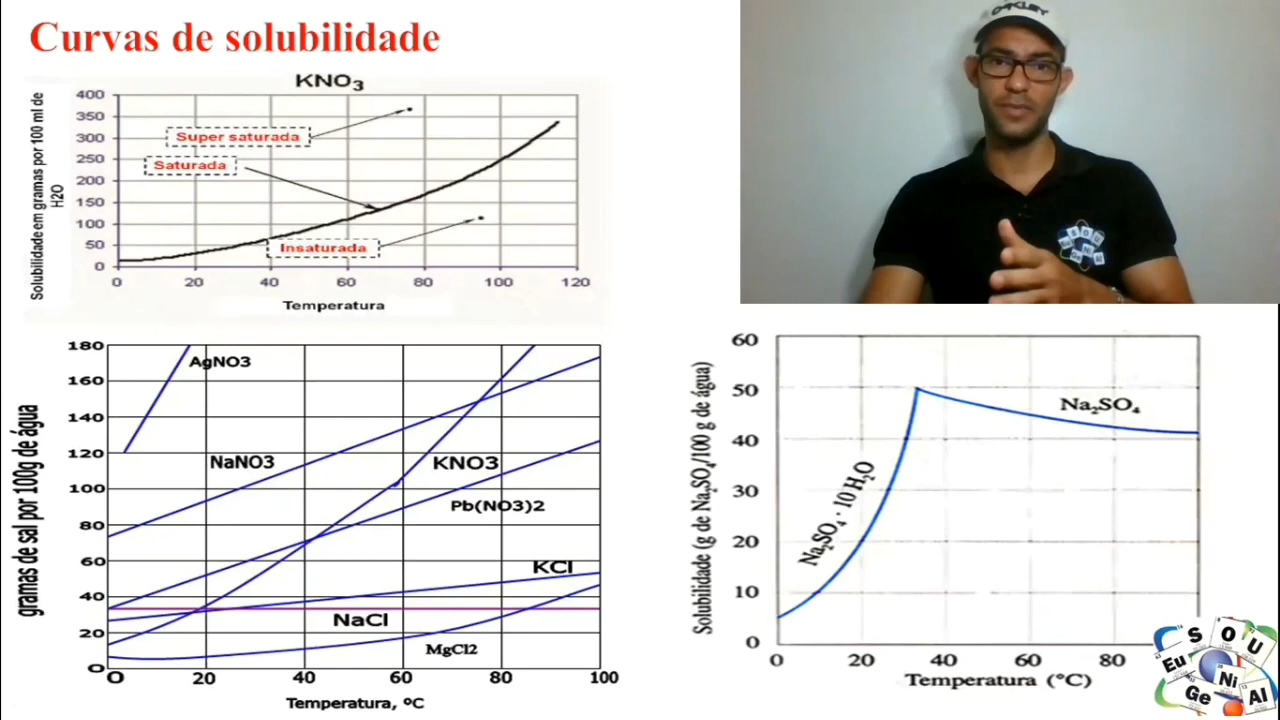 Curvas de solubilidade
KNO3
Solubilidade em gramas por 100 ml de
H2O
400
350
300
250
200
150
100
50
0
Super saturada
Saturada
Insaturada
0 20 40 60 80 100 120
Temperatura
OAKLEY
gramas de sal por 100g de água
180
160
140
120
100
80
60
40
20
0
AgNO3
NaNO3
KNO3
Pb(NO3)2
KCl
NaCl
MgCl2
0 20 40 60 80 100
Temperatura, ºC
Solubilidade (g de Na2SO4/100 g de água)
60
50
40
30
20
10
0
Na2SO4
Na2SO4 · 10 H2O
0 20 40 60 80
Temperatura (°C)
S O U
Eu Ni
Ge Al